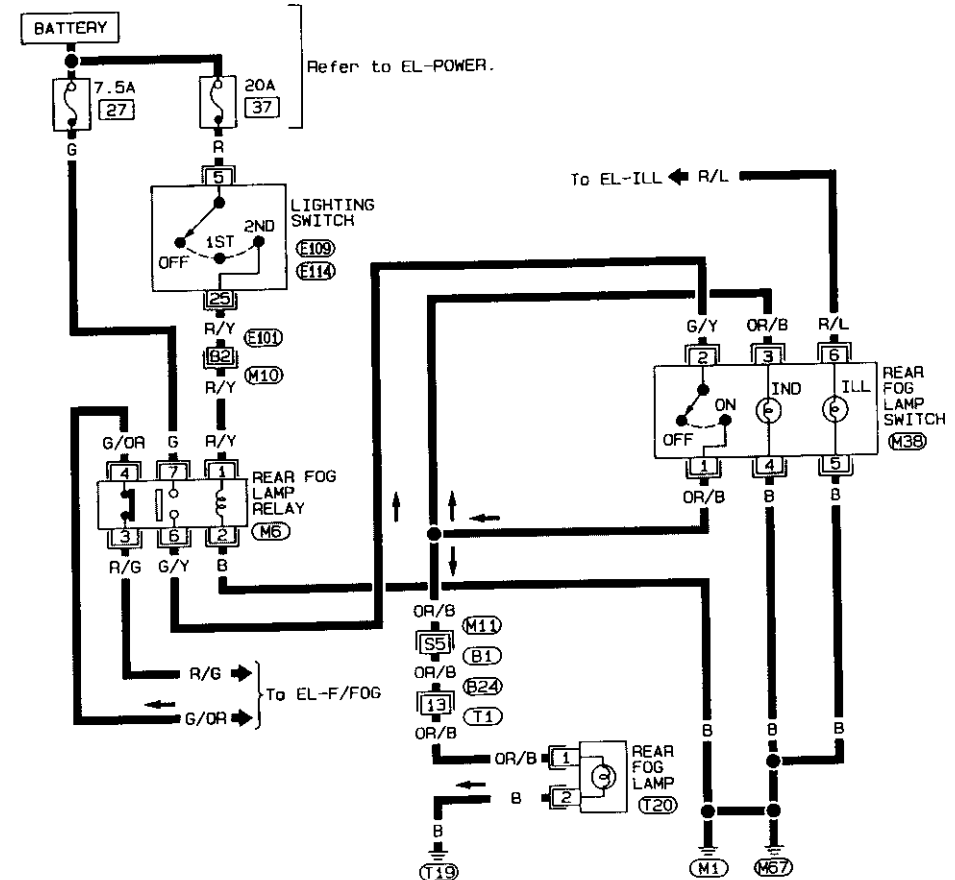 BATTERY
Refer to EL-POWER.
7.5A
27
20A
37
G
R
5
To EL-ILL R/L
LIGHTING
SWITCH
E109
E114
OFF 1ST 2ND
25
R/Y
E101
B2
M10
R/Y
G/Y OR/B R/L
2 3 6
REAR
FOG
LAMP
SWITCH
M38
OFF ON IND ILL
1 4 5
OR/B B B
G/OR G R/Y
4 7 1
REAR FOG
LAMP
RELAY
M6
3 6 2
R/G G/Y B
OR/B
M11
S5
B1
OR/B
B24
13
T1
OR/B
R/G
To EL-F/FOG
G/OR
OR/B 1
B 2
REAR
FOG
LAMP
T20
B
T19
B B B
M1 M67